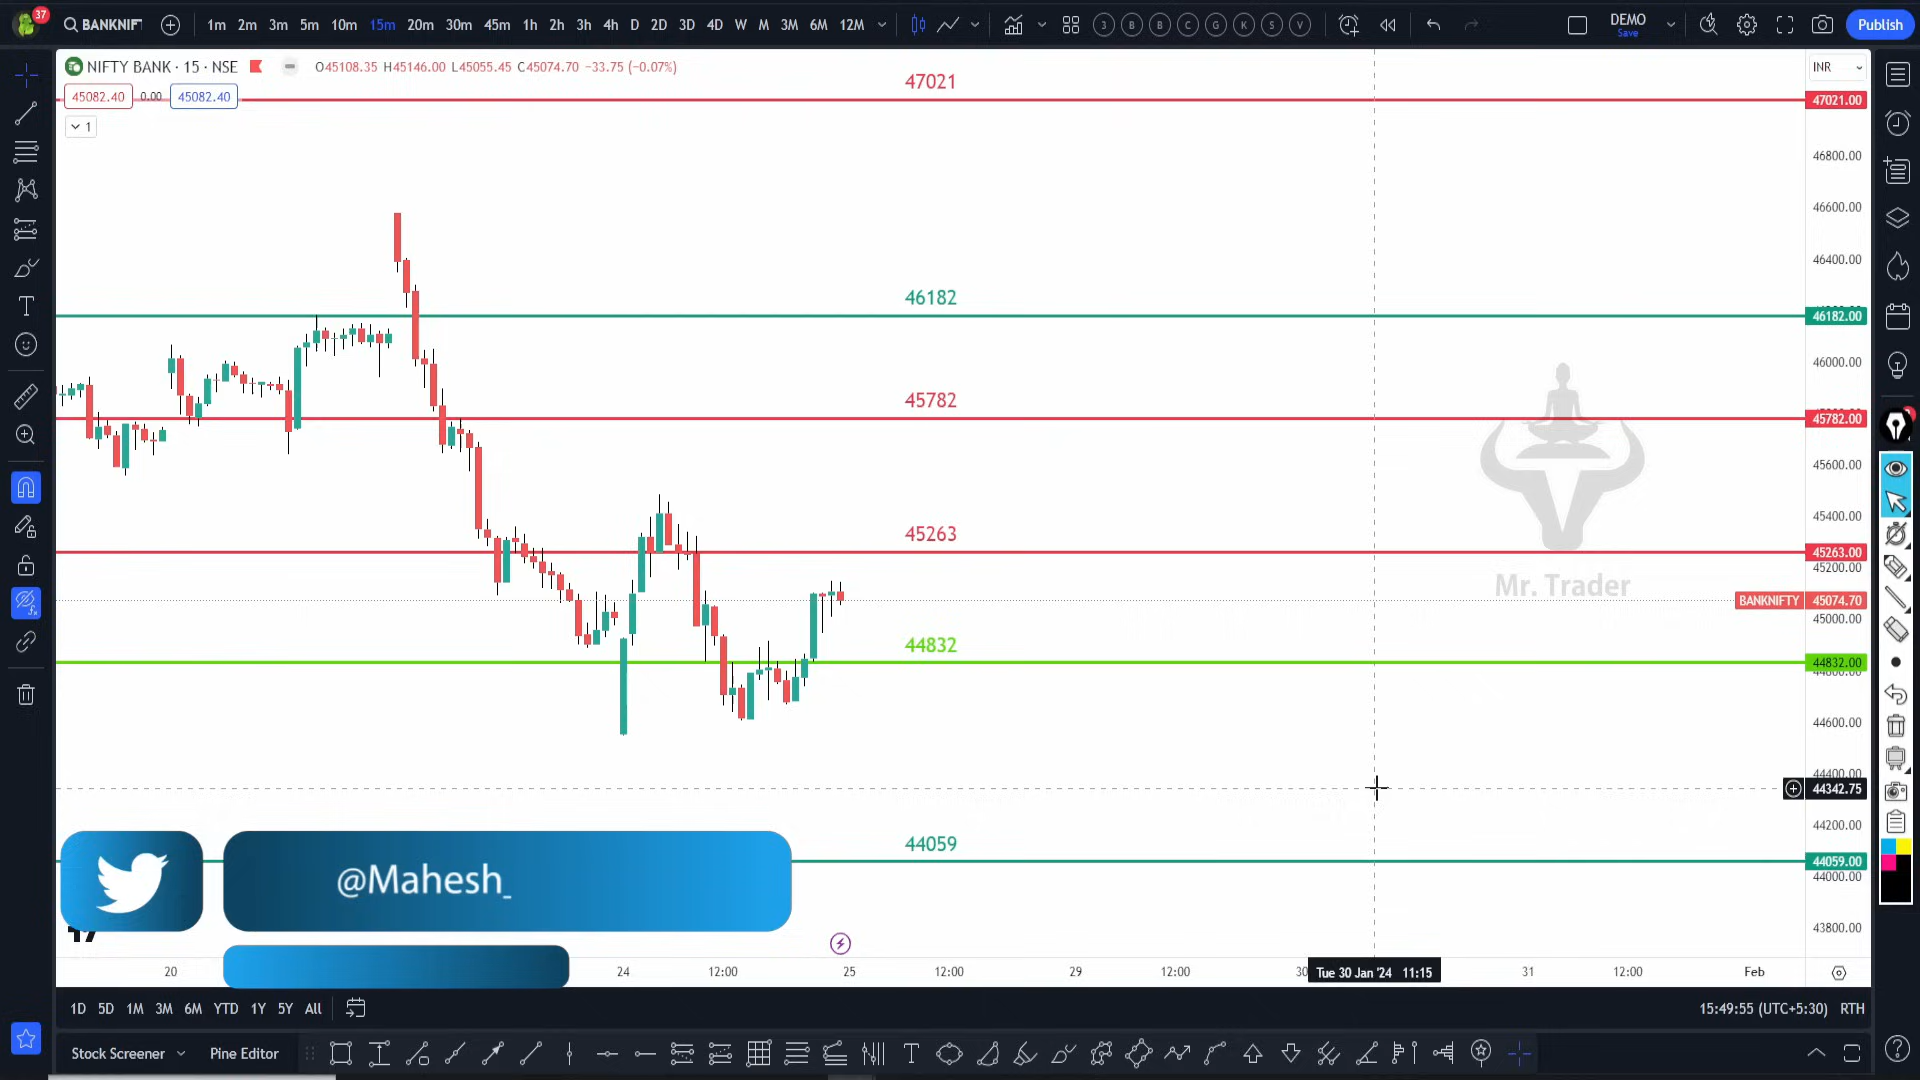 37
BANKNIF
1m 2m 3m 5m 10m 15m 20m 30m 45m 1h 2h 3h 4h D 2D 3D 4D W M 3M 6M 12M
3 B B C G K S V
DEMO
Save
Publish
NIFTY BANK · 15 · NSE
O45108.35 H45146.00 L45055.45 C45074.70 −33.75 (−0.07%)
INR
45082.40 0.00 45082.40
1
47021
47021.00
46800.00
46600.00
46400.00
46182
46182.00
46000.00
45782
45782.00
45600.00
45400.00
45263
45263.00
45200.00
Mr. Trader
BANKNIFTY 45074.70
45000.00
44832
44832.00
44600.00
44400.00
44342.75
44200.00
44059
44059.00
44000.00
@Mahesh_
43800.00
20 24 12:00 25 12:00 29 12:00 30 Tue 30 Jan '24 11:15 31 12:00 Feb
1D 5D 1M 3M 6M YTD 1Y 5Y All
15:49:55 (UTC+5:30) RTH
Stock Screener Pine Editor